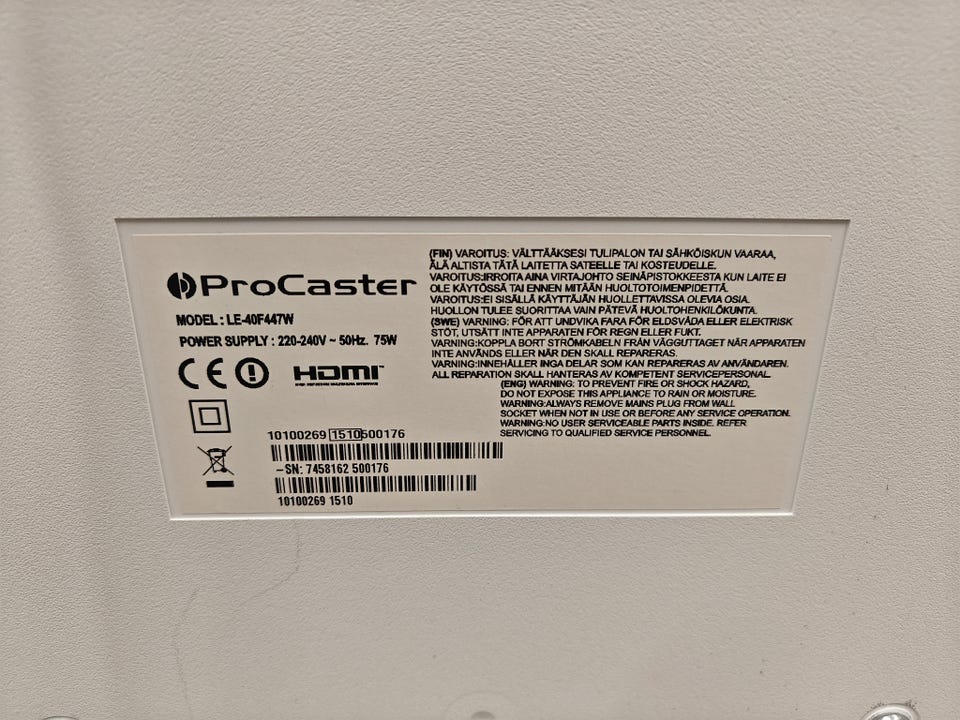 ProCaster
MODEL : LE-40F447W
POWER SUPPLY : 220-240V ~ 50Hz. 75W
CE
HDMI™
10100269 1510500176
-SN: 7458162 500176
10100269 1510
(FIN) VAROITUS: VÄLTTÄÄKSESI TULIPALON TAI SÄHKÖISKUN VAARAA,
ÄLÄ ALTISTA TÄTÄ LAITETTA SATEELLE TAI KOSTEUDELLE.
VAROITUS:IRROITA AINA VIRTAJOHTO SEINÄPISTOKKEESTA KUN LAITE EI
OLE KÄYTÖSSÄ TAI ENNEN MITÄÄN HUOLTOTOIMENPIDETTÄ.
VAROITUS:EI SISÄLLÄ KÄYTTÄJÄN HUOLLETTAVISSA OLEVIA OSIA.
HUOLLON TULEE SUORITTAA VAIN PÄTEVÄ HUOLTOHENKILÖKUNTA.
(SWE) VARNING: FÖR ATT UNDVIKA FARA FÖR ELDSVÅDA ELLER ELEKTRISK
STÖT, UTSÄTT INTE APPARATEN FÖR REGN ELLER FUKT.
VARNING:KOPPLA BORT STRÖMKABELN FRÅN VÄGGUTTAGET NÄR APPARATEN
INTE ANVÄNDS ELLER NÄR DEN SKALL REPARERAS.
VARNING:INNEHÅLLER INGA DELAR SOM KAN REPARERAS AV ANVÄNDAREN.
ALL REPARATION SKALL HANTERAS AV KOMPETENT SERVICEPERSONAL.
(ENG) WARNING: TO PREVENT FIRE OR SHOCK HAZARD,
DO NOT EXPOSE THIS APPLIANCE TO RAIN OR MOISTURE.
WARNING:ALWAYS REMOVE MAINS PLUG FROM WALL
SOCKET WHEN NOT IN USE OR BEFORE ANY SERVICE OPERATION.
WARNING:NO USER SERVICEABLE PARTS INSIDE. REFER
SERVICING TO QUALIFIED SERVICE PERSONNEL.